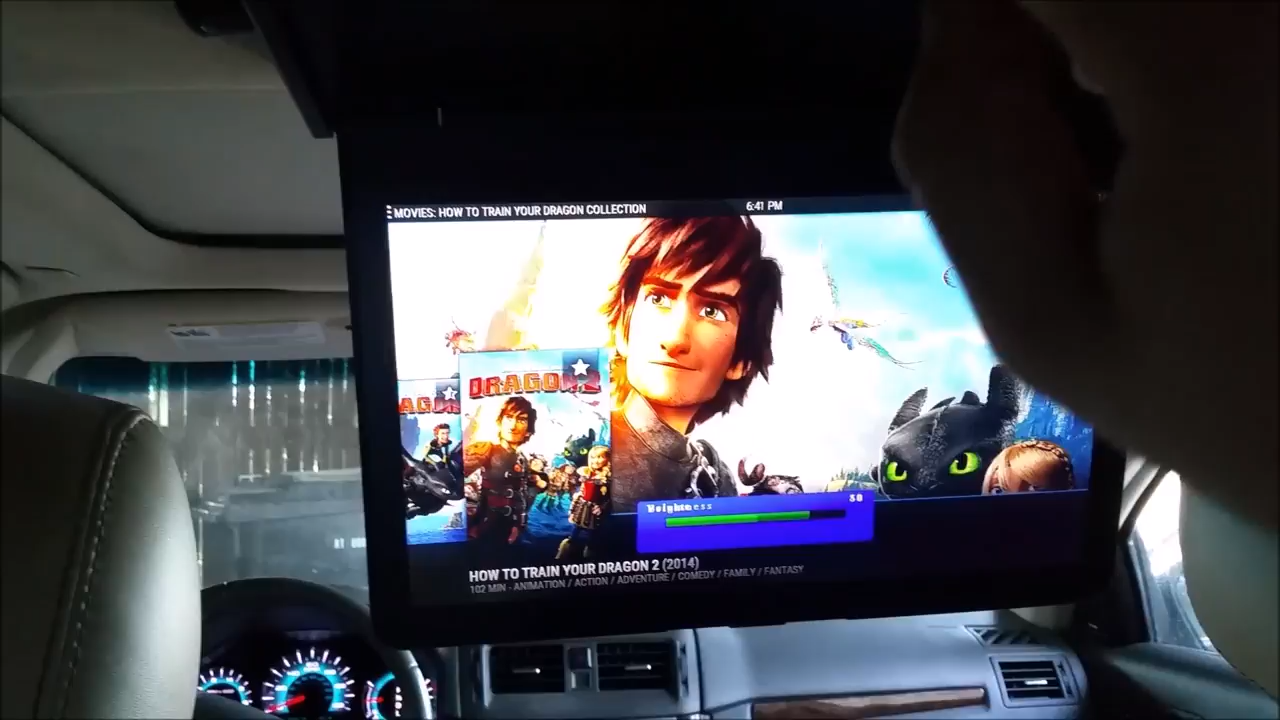 MOVIES: HOW TO TRAIN YOUR DRAGON COLLECTION
6:41 PM
DRAGON 2
HOW TO TRAIN YOUR DRAGON 2 (2014)
102 MIN - ANIMATION / ACTION / ADVENTURE / COMEDY / FAMILY / FANTASY